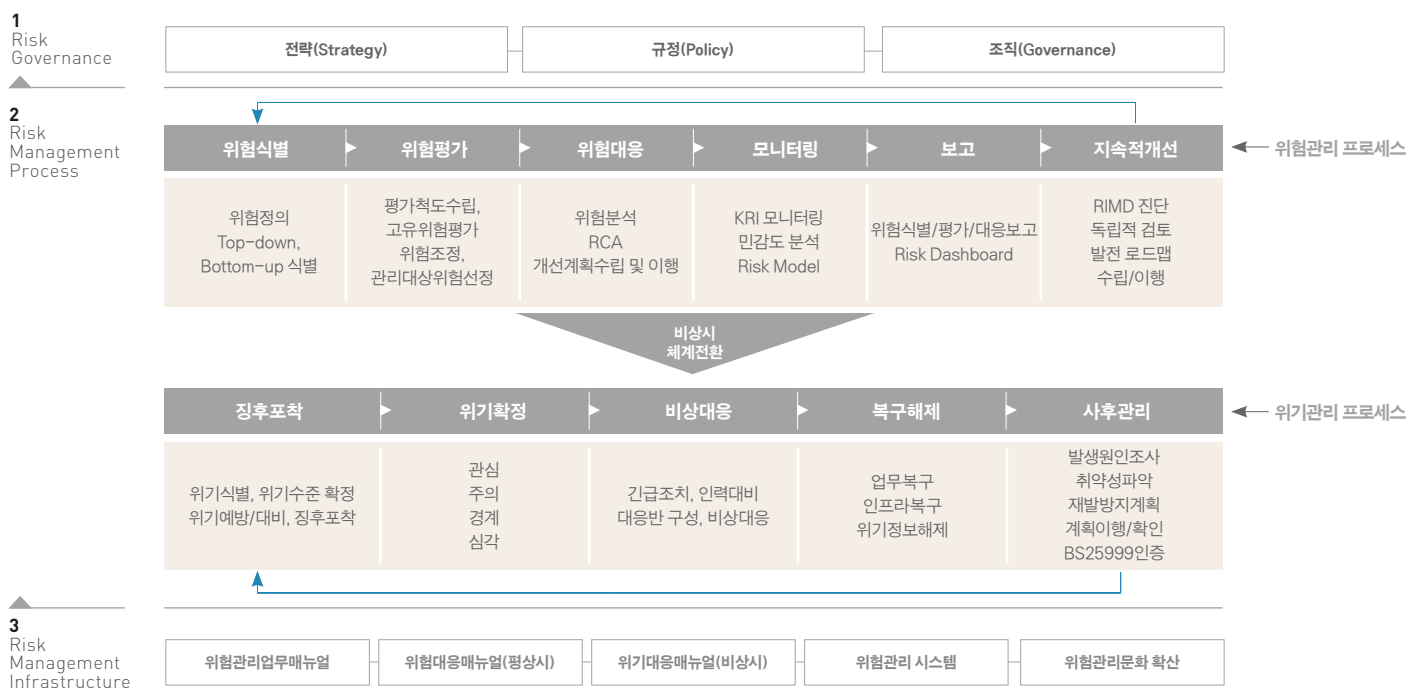 1
Risk
Governance
전략(Strategy)
규정(Policy)
조직(Governance)
2
Risk
Management
Process
위험식별
위험평가
위험대응
모니터링
보고
지속적개선
위험관리 프로세스
위험정의
Top-down,
Bottom-up 식별
평가척도수립,
고유위험평가
위험조정,
관리대상위험선정
위험분석
RCA
개선계획수립 및 이행
KRI 모니터링
민감도 분석
Risk Model
위험식별/평가/대응보고
Risk Dashboard
RIMD 진단
독립적 검토
발전 로드맵
수립/이행
비상시
체계전환
징후포착
위기확정
비상대응
복구해제
사후관리
위기관리 프로세스
위기식별, 위기수준 확정
위기예방/대비, 징후포착
관심
주의
경계
심각
긴급조치, 인력대비
대응반 구성, 비상대응
업무복구
인프라복구
위기정보해제
발생원인조사
취약성파악
재발방지계획
계획이행/확인
BS25999인증
3
Risk
Management
Infrastructure
위험관리업무매뉴얼
위험대응매뉴얼(평상시)
위기대응매뉴얼(비상시)
위험관리 시스템
위험관리문화 확산